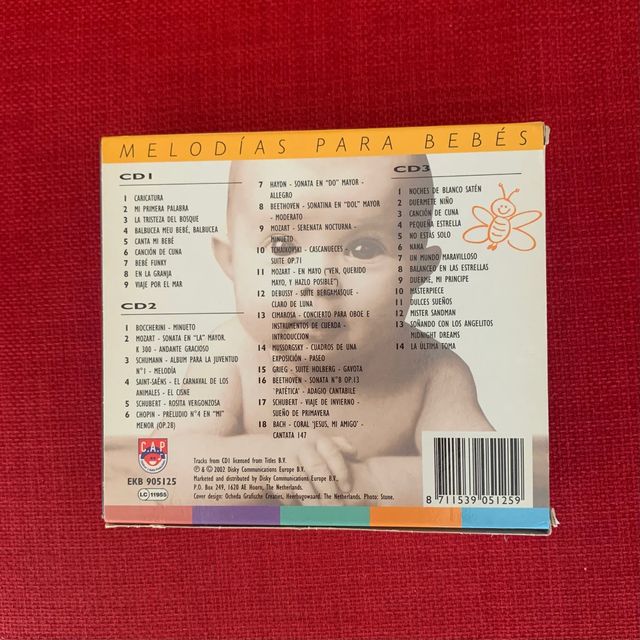 MELODÍAS PARA BEBÉS
CD1
1 CARICATURA
2 MI PRIMERA PALABRA
3 LA TRISTEZA DEL BOSQUE
4 BALBUCEA MEU BEBÉ, BALBUCEA
5 CANTA MI BEBÉ
6 CANCIÓN DE CUNA
7 BEBÉ FUNKY
8 EN LA GRANJA
9 VIAJE POR EL MAR
CD2
1 BOCCHERINI - MINUETO
2 MOZART - SONATA EN "LA" MAYOR.
K 300 - ANDANTE GRACIOSO
3 SCHUMANN - ALBUM PARA LA JUVENTUD
N°1 - MELODÍA
4 SAINT-SAËNS - EL CARNAVAL DE LOS
ANIMALES - EL CISNE
5 SCHUBERT - ROSITA VERGONZOSA
6 CHOPIN - PRELUDIO N°4 EN "MI"
MENOR (OP.28)
7 HAYDN - SONATA EN "DO" MAYOR -
ALLEGRO
8 BEETHOVEN - SONATINA EN "DOL" MAYOR
- MODERATO
9 MOZART - SERENATA NOCTURNA -
MINUETO
10 TCHAIKOVSKI - CASCANUECES -
SUITE OP.71
11 MOZART - EN MAYO ("VEN, QUERIDO
MAYO, Y HAZLO POSIBLE")
12 DEBUSSY - SUITE BERGAMASQUE -
CLARO DE LUNA
13 CIMAROSA - CONCIERTO PARA OBOE E
INSTRUMENTOS DE CUERDA -
INTRODUCCION
14 MUSSORGSKY - CUADROS DE UNA
EXPOSICIÓN - PASEO
15 GRIEG - SUITE HOLBERG - GAVOTA
16 BEETHOVEN - SONATA N°8 OP.13
'PATÉTICA' - ADAGIO CANTABILE
17 SCHUBERT - VIAJE DE INVIERNO -
SUEÑO DE PRIMAVERA
18 BACH - CORAL 'JESUS, MI AMIGO' -
CANTATA 147
CD3
1 NOCHES DE BLANCO SATÉN
2 DUERMETE NIÑO
3 CANCIÓN DE CUNA
4 PEQUEÑA ESTRELLA
5 NO ESTAS SOLO
6 NANA
7 UN MUNDO MARAVILLOSO
8 BALANCEO EN LAS ESTRELLAS
9 DUERME, MI PRINCIPE
10 MASTERPIECE
11 DULCES SUEÑOS
12 MISTER SANDMAN
13 SOÑANDO CON LOS ANGELITOS
MIDNIGHT DREAMS
14 LA ÚLTIMA TOMA
C.A.P
EKB 905125
LC 11955
Tracks from CD1 licensed from Titles B.V.
℗ & © 2002 Disky Communications Europe B.V.
Marketed and distributed by Disky Communications Europe B.V.
P.O. Box 249, 1620 AE Hoorn, The Netherlands.
Cover design: Ocheda Grafische Creaties, Heerhugowaard. The Netherlands. Photo: Stone.
8 711539 051259